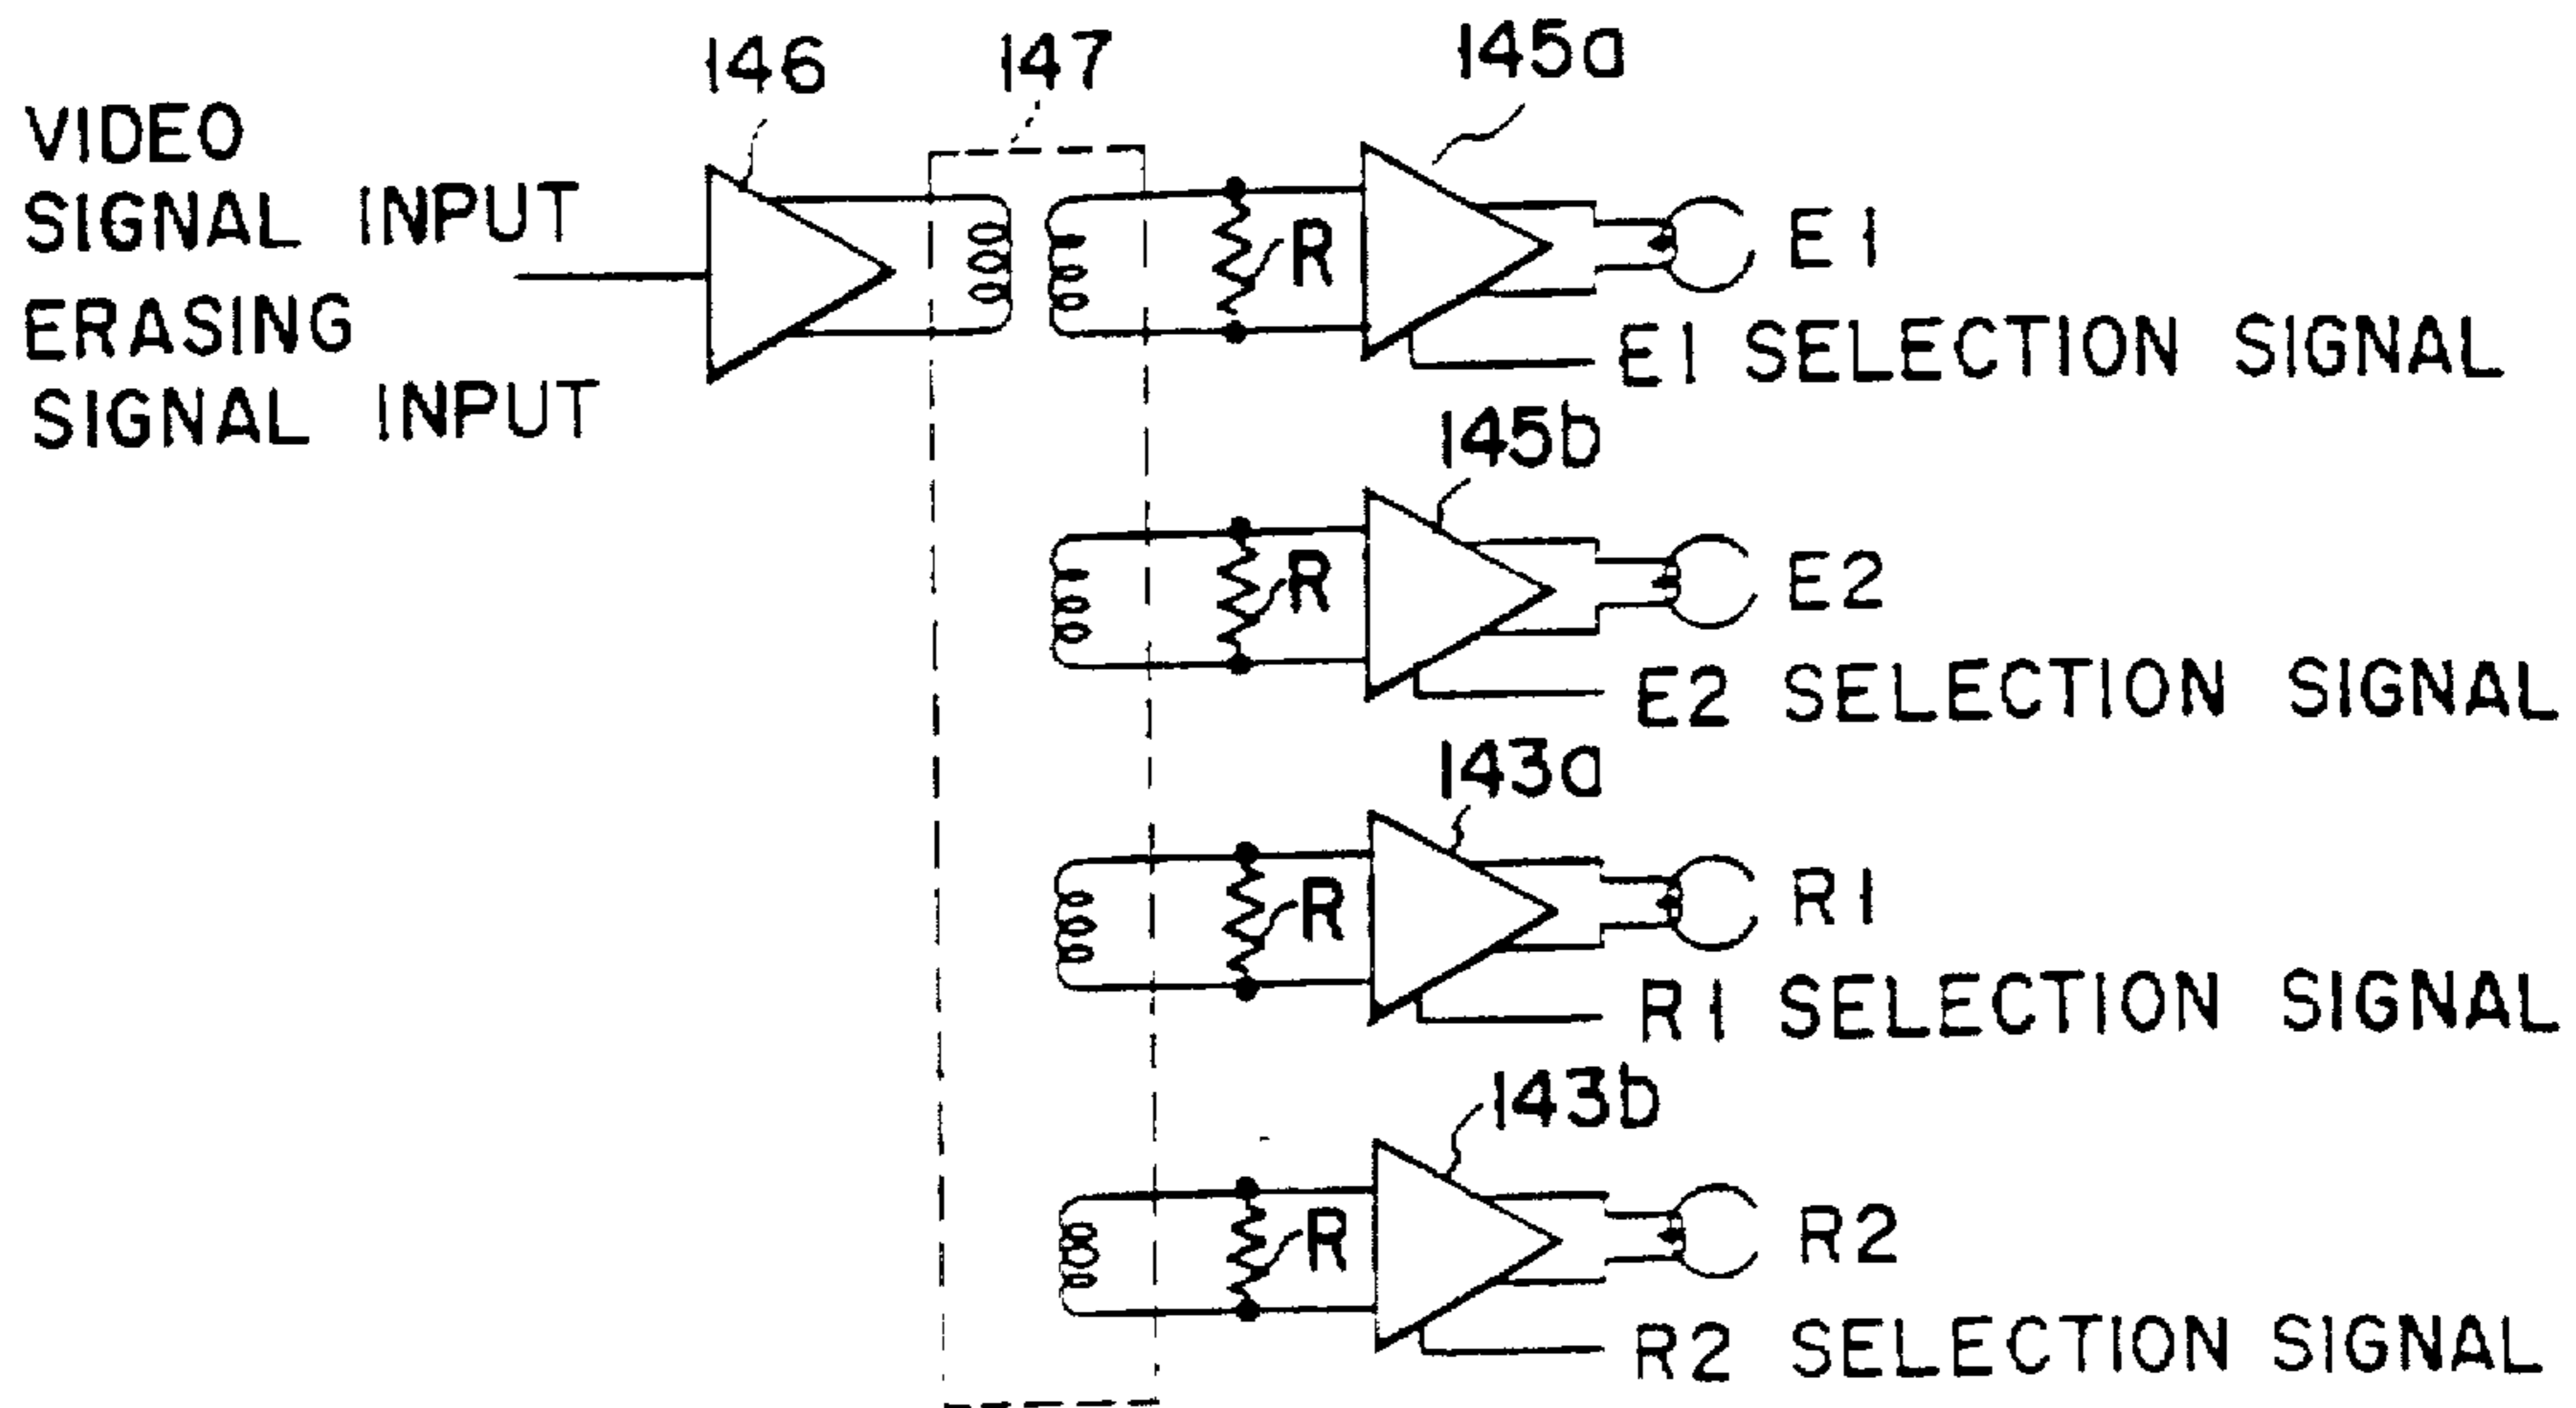 146
147
145a
VIDEO
SIGNAL INPUT
ERASING
SIGNAL INPUT
R
E1
E1 SELECTION SIGNAL
145b
R
E2
E2 SELECTION SIGNAL
143a
R
R1
R1 SELECTION SIGNAL
143b
R
R2
R2 SELECTION SIGNAL